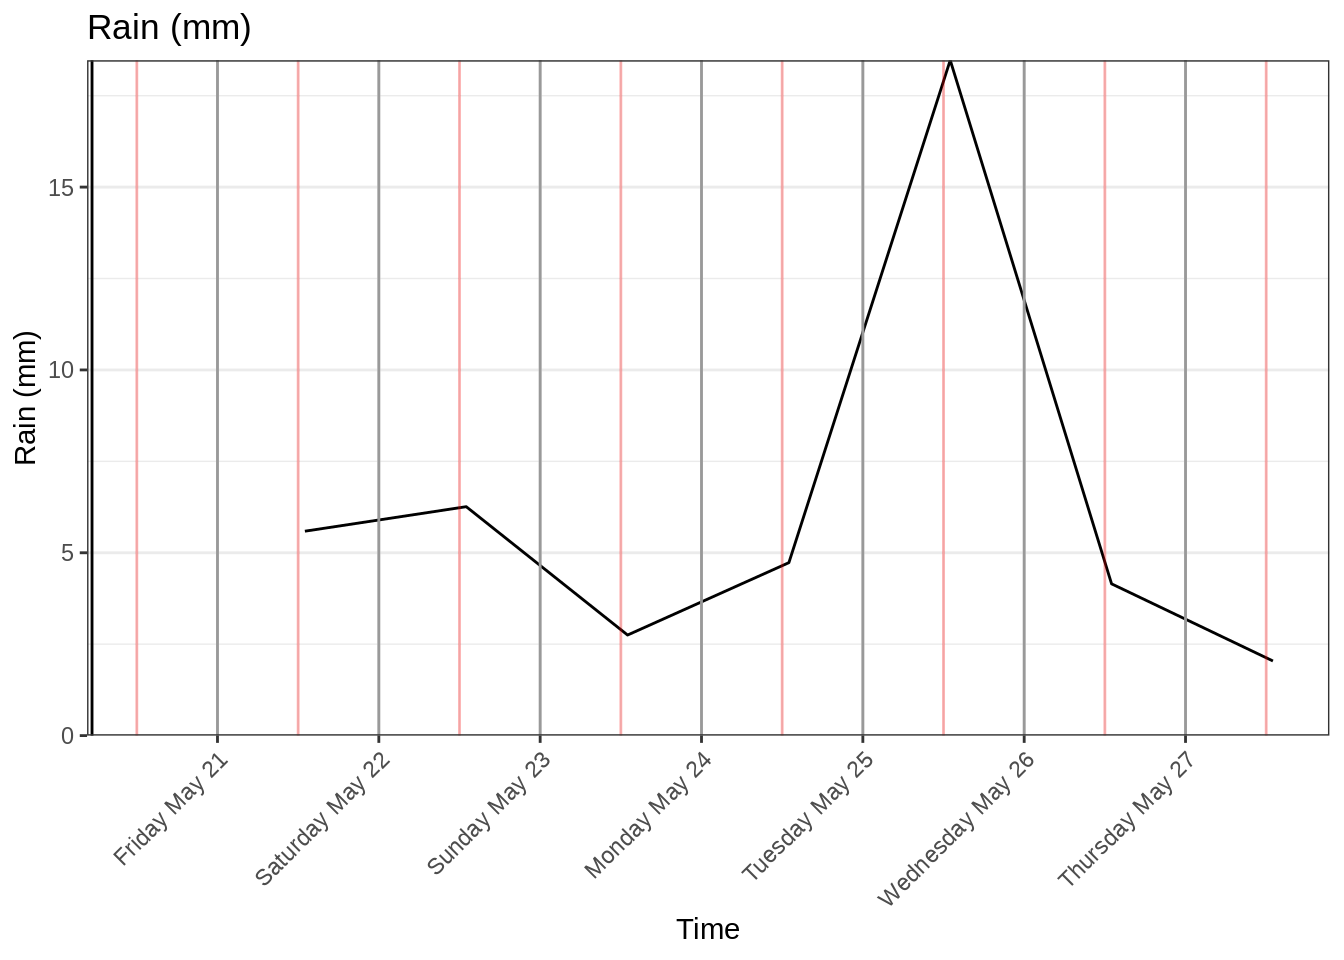 Rain (mm)
Rain (mm)
15
10
5
0
Friday May 21
Saturday May 22
Sunday May 23
Monday May 24
Tuesday May 25
Wednesday May 26
Thursday May 27
Time